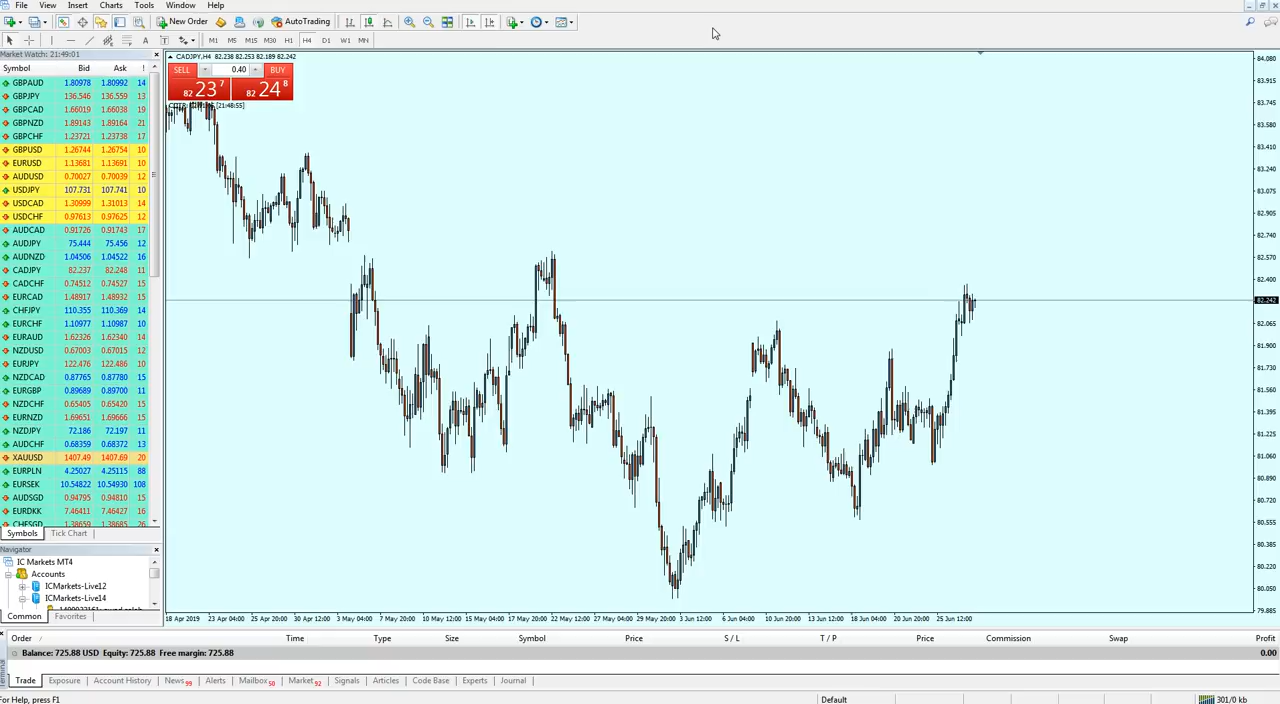 File View Insert Charts Tools Window Help
New Order AutoTrading
M1 M5 M15 M30 H1 H4 D1 W1 MN
Market Watch: 21:49:01
Symbol Bid Ask !
GBPAUD 1.80978 1.80992 14
GBPJPY 136.546 136.559 13
GBPCAD 1.66019 1.66038 19
GBPNZD 1.89143 1.89164 21
GBPCHF 1.23721 1.23738 17
GBPUSD 1.26744 1.26754 10
EURUSD 1.13681 1.13691 10
AUDUSD 0.70027 0.70039 12
USDJPY 107.731 107.741 10
USDCAD 1.30999 1.31013 14
USDCHF 0.97613 0.97625 12
AUDCAD 0.91726 0.91743 17
AUDJPY 75.444 75.456 12
AUDNZD 1.04506 1.04522 16
CADJPY 82.237 82.248 11
CADCHF 0.74512 0.74527 15
EURCAD 1.48917 1.48932 15
CHFJPY 110.355 110.369 14
EURCHF 1.10977 1.10987 10
EURAUD 1.62326 1.62340 14
NZDUSD 0.67003 0.67015 12
EURJPY 122.476 122.486 10
NZDCAD 0.87765 0.87780 15
EURGBP 0.89689 0.89700 11
NZDCHF 0.65405 0.65420 15
EURNZD 1.69651 1.69666 15
NZDJPY 72.186 72.197 11
AUDCHF 0.68359 0.68372 13
XAUUSD 1407.49 1407.69 20
EURPLN 4.25027 4.25115 88
EURSEK 10.54822 10.54930 108
AUDSGD 0.94795 0.94810 15
EURDKK 7.46411 7.46427 16
CHFSGD 1.38659 1.38685 26
Symbols Tick Chart
Navigator
IC Markets MT4
Accounts
ICMarkets-Live12
ICMarkets-Live14
Common Favorites
CADJPY,H4 82.238 82.253 82.189 82.242
SELL 0.40 BUY
82 23 7 82 24 8
[21:48:55]
84.080
83.915
83.745
83.580
83.410
83.240
83.075
82.905
82.740
82.570
82.400
82.242
82.065
81.900
81.730
81.560
81.395
81.225
81.060
80.890
80.720
80.555
80.385
80.220
80.050
79.885
18 Apr 2019 23 Apr 04:00 25 Apr 20:00 30 Apr 12:00 3 May 04:00 7 May 20:00 10 May 12:00 15 May 04:00 17 May 20:00 22 May 12:00 27 May 04:00 29 May 20:00 3 Jun 12:00 6 Jun 04:00 10 Jun 20:00 13 Jun 12:00 18 Jun 04:00 20 Jun 20:00 25 Jun 12:00
Order / Time Type Size Symbol Price S / L T / P Price Commission Swap Profit
Balance: 725.88 USD Equity: 725.88 Free margin: 725.88 0.00
Terminal
Trade Exposure Account History News 99 Alerts Mailbox 50 Market 92 Signals Articles Code Base Experts Journal
For Help, press F1 Default 301/0 kb